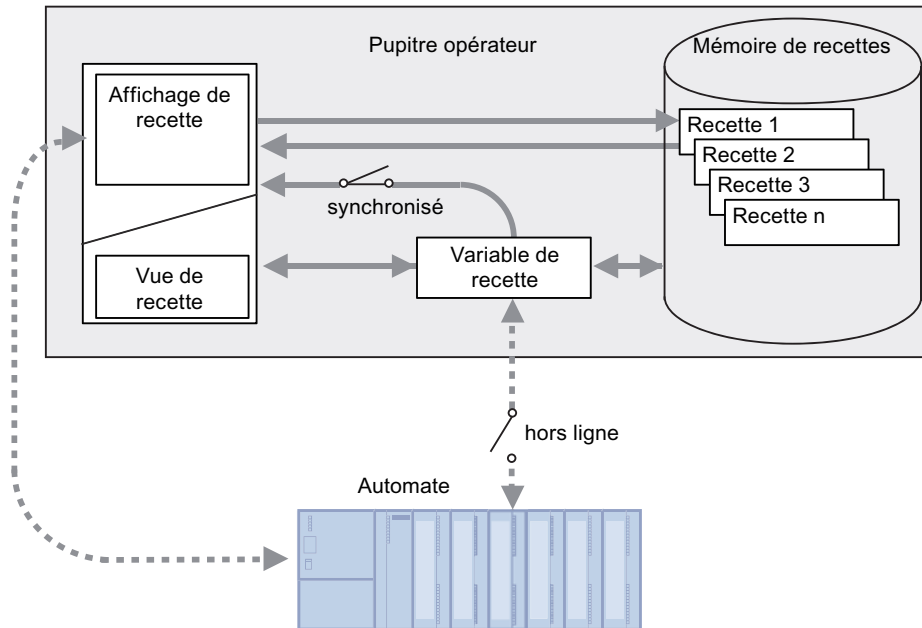 Pupitre opérateur
Mémoire de recettes
Affichage de
recette
Recette 1
Recette 2
Recette 3
Recette n
synchronisé
Variable de
recette
Vue de
recette
hors ligne
Automate